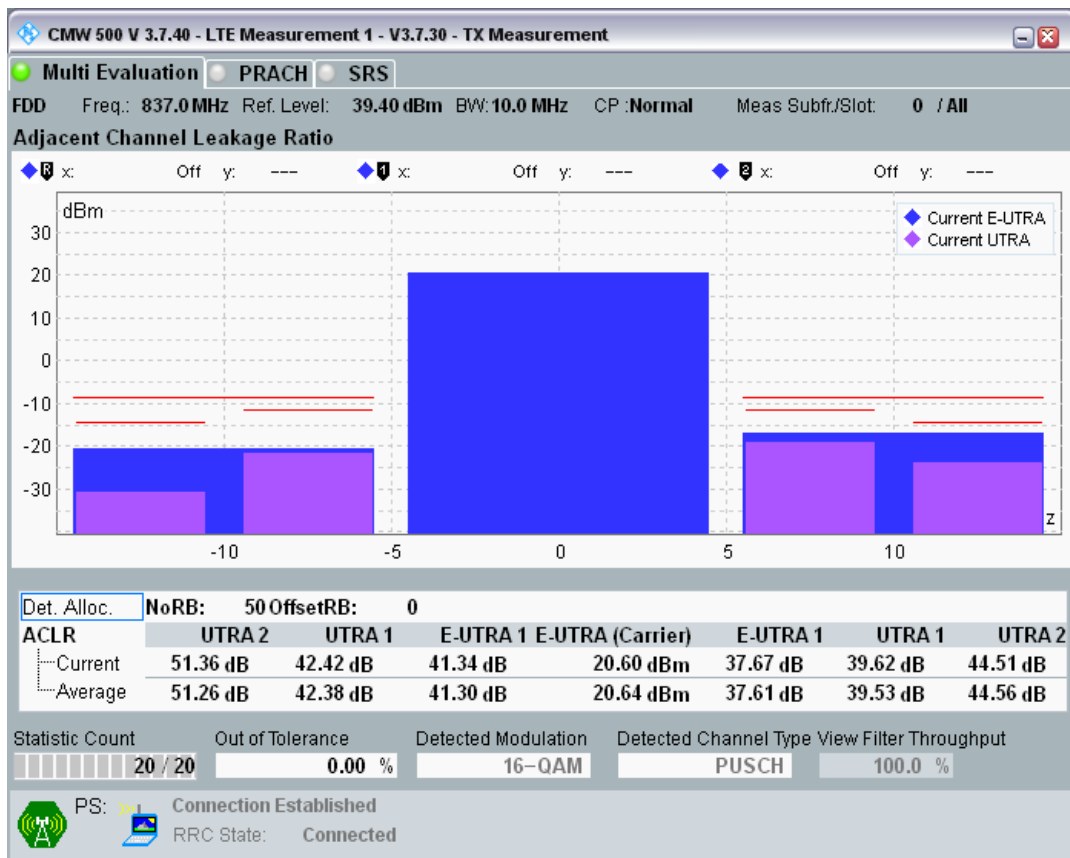 CMW 500 V 3.7.40 - LTE Measurement 1 - V3.7.30 - TX Measurement
Multi Evaluation PRACH SRS
FDD Freq.: 837.0 MHz Ref. Level: 39.40 dBm BW: 10.0 MHz CP :Normal Meas Subfr./Slot: 0 / All
Adjacent Channel Leakage Ratio
R x: Off y: --- 1 x: Off y: --- 2 x: Off y: ---
dBm
Current E-UTRA
Current UTRA
30
20
10
0
-10
-20
-30
z
-10 -5 0 5 10
Det. Alloc. NoRB: 50 OffsetRB: 0
ACLR UTRA 2 UTRA 1 E-UTRA 1 E-UTRA (Carrier) E-UTRA 1 UTRA 1 UTRA 2
Current 51.36 dB 42.42 dB 41.34 dB 20.60 dBm 37.67 dB 39.62 dB 44.51 dB
Average 51.26 dB 42.38 dB 41.30 dB 20.64 dBm 37.61 dB 39.53 dB 44.56 dB
Statistic Count Out of Tolerance Detected Modulation Detected Channel Type View Filter Throughput
20 / 20 0.00 % 16-QAM PUSCH 100.0 %
PS: Connection Established
RRC State: Connected